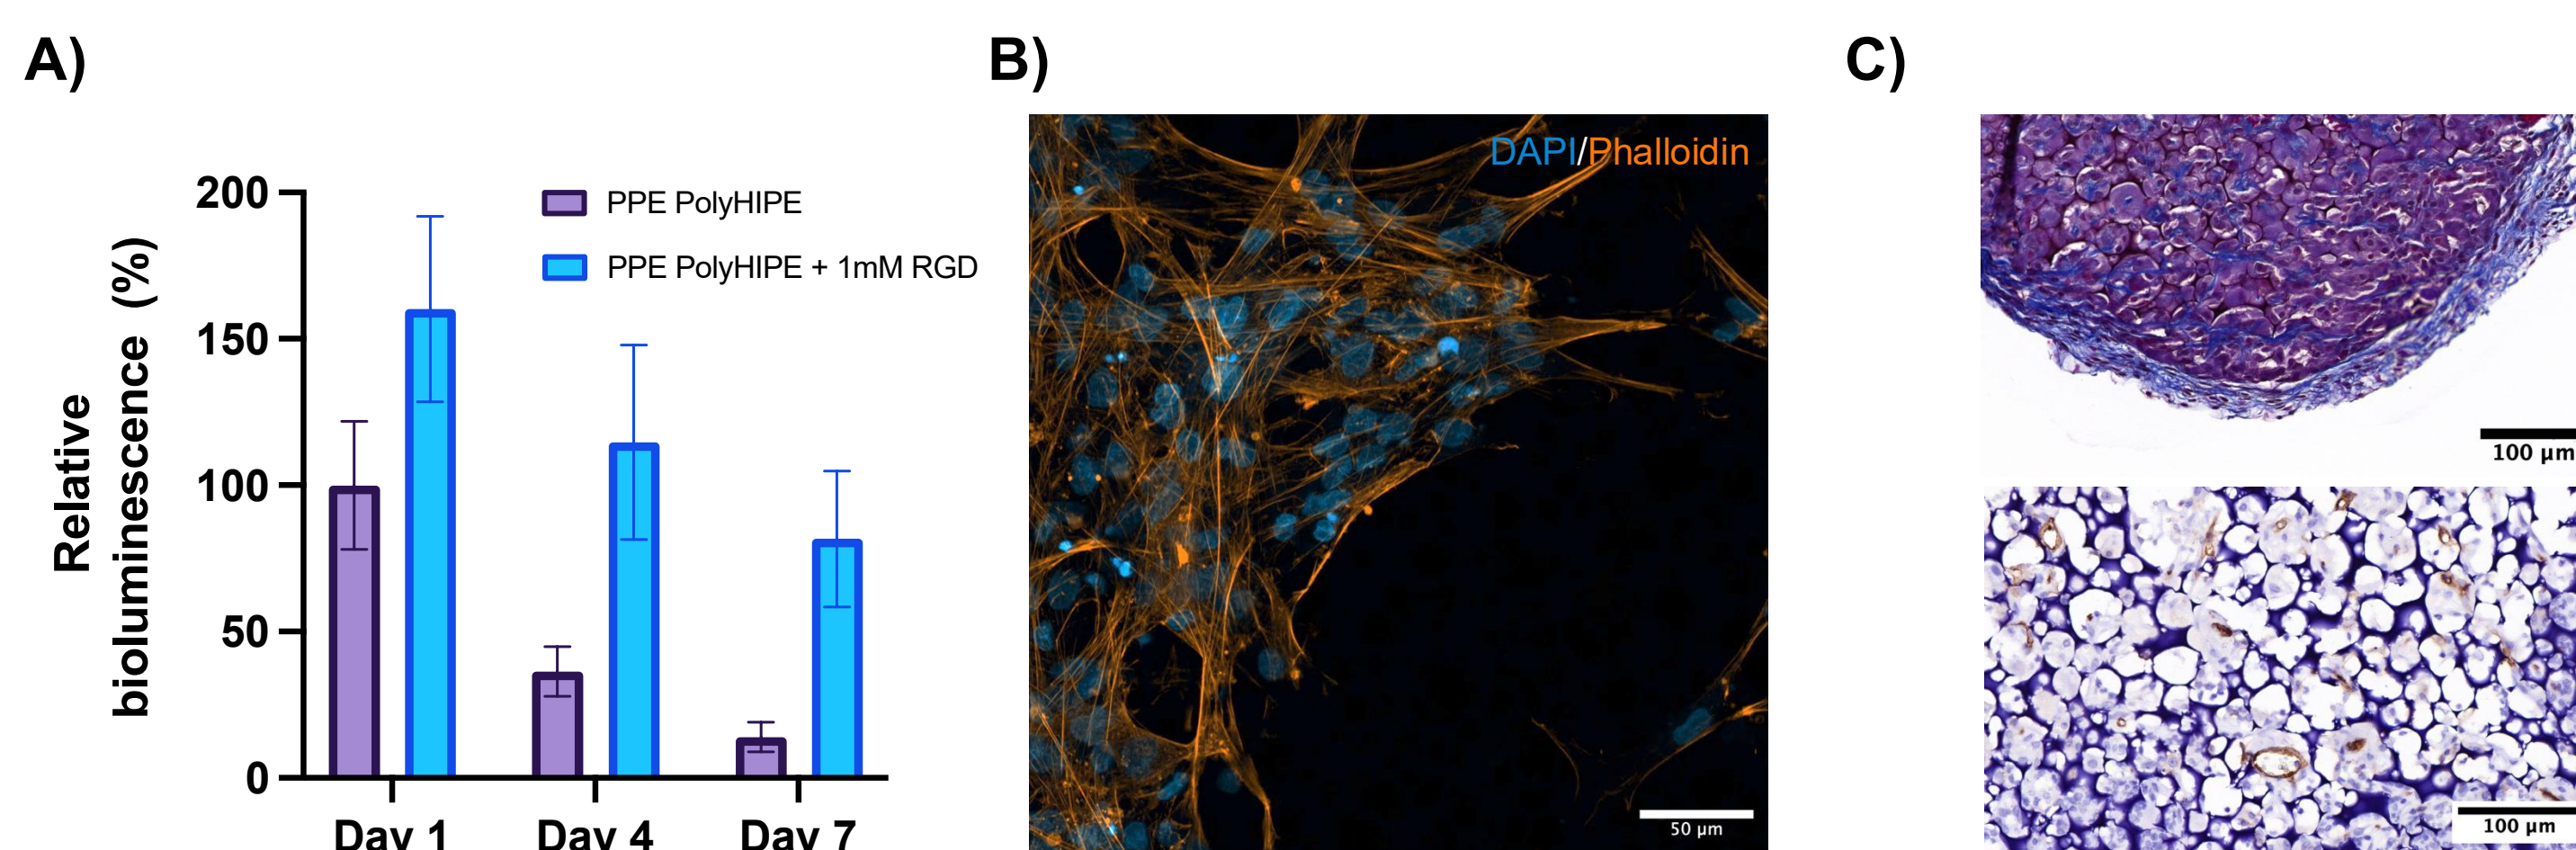 A)
B)
C)
200
150
100
50
0
Relative
bioluminescence (%)
PPE PolyHIPE
PPE PolyHIPE + 1mM RGD
Day 1
Day 4
Day 7
DAPI/Phalloidin
50 µm
100 µm
100 µm